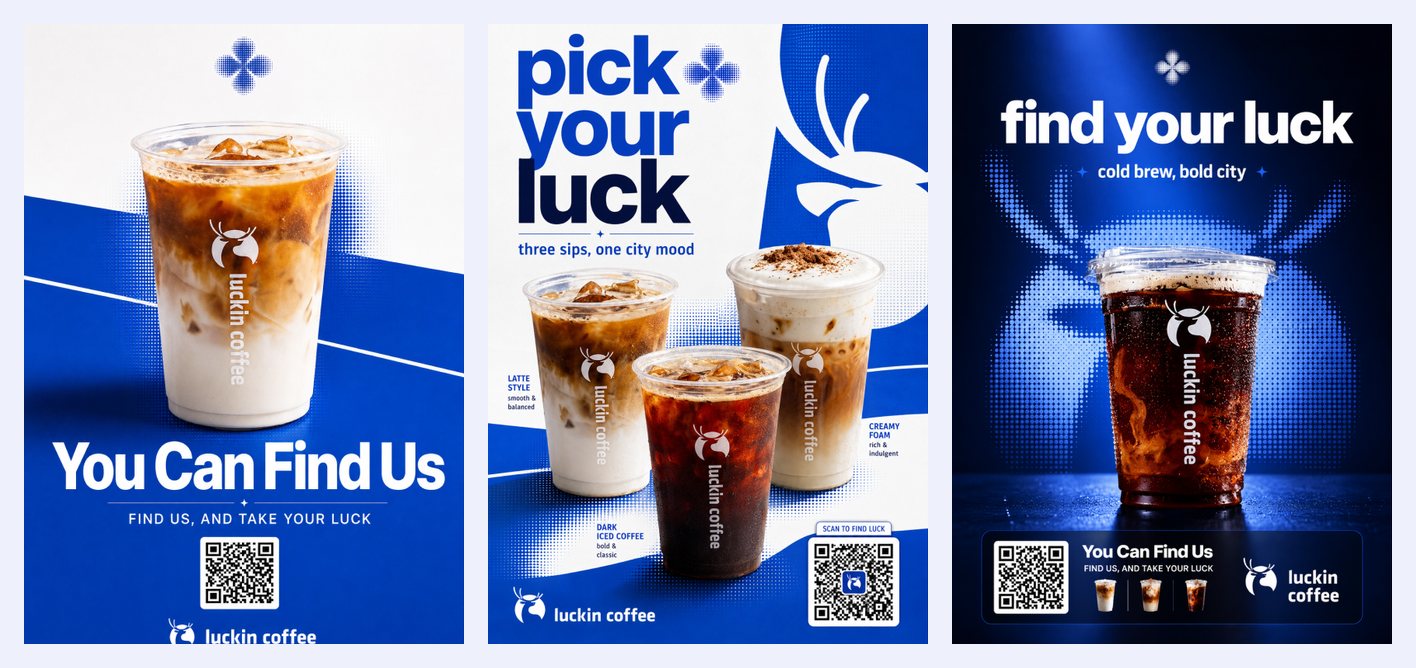 luckin coffee
You Can Find Us
FIND US, AND TAKE YOUR LUCK
luckin coffee
pick
your
luck
three sips, one city mood
luckin coffee
luckin coffee
luckin coffee
LATTE
STYLE
smooth &
balanced
CREAMY
FOAM
rich &
indulgent
DARK
ICED COFFEE
bold &
classic
SCAN TO FIND LUCK
luckin coffee
find your luck
cold brew, bold city
luckin coffee
You Can Find Us
FIND US, AND TAKE YOUR LUCK
luckin
coffee